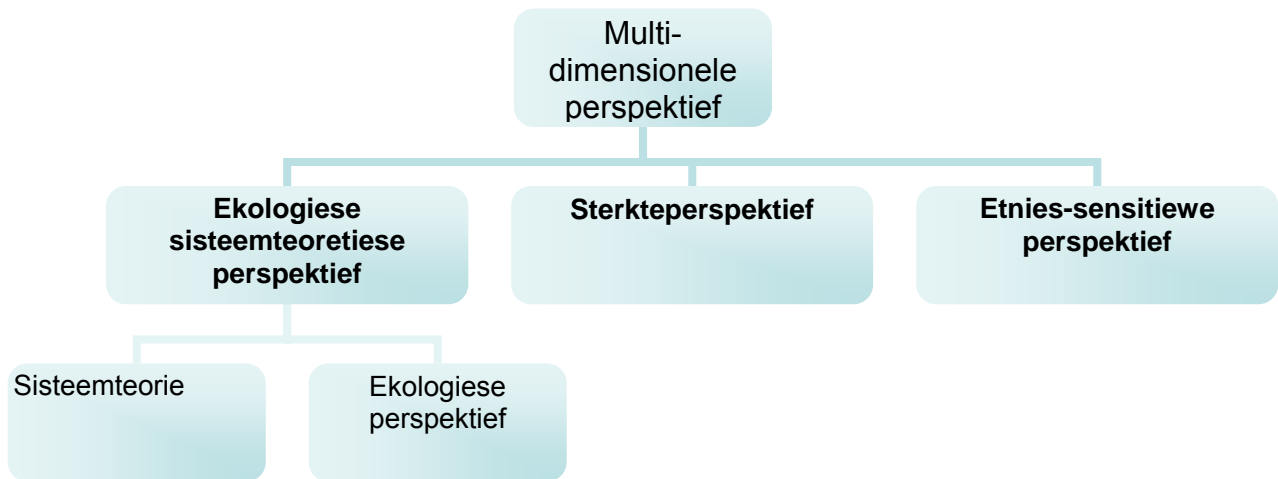 Multi-
dimensionele
perspektief
Ekologiese
sisteemteoretiese
perspektief
Sterkteperspektief
Etnies-sensitiewe
perspektief
Sisteemteorie
Ekologiese
perspektief